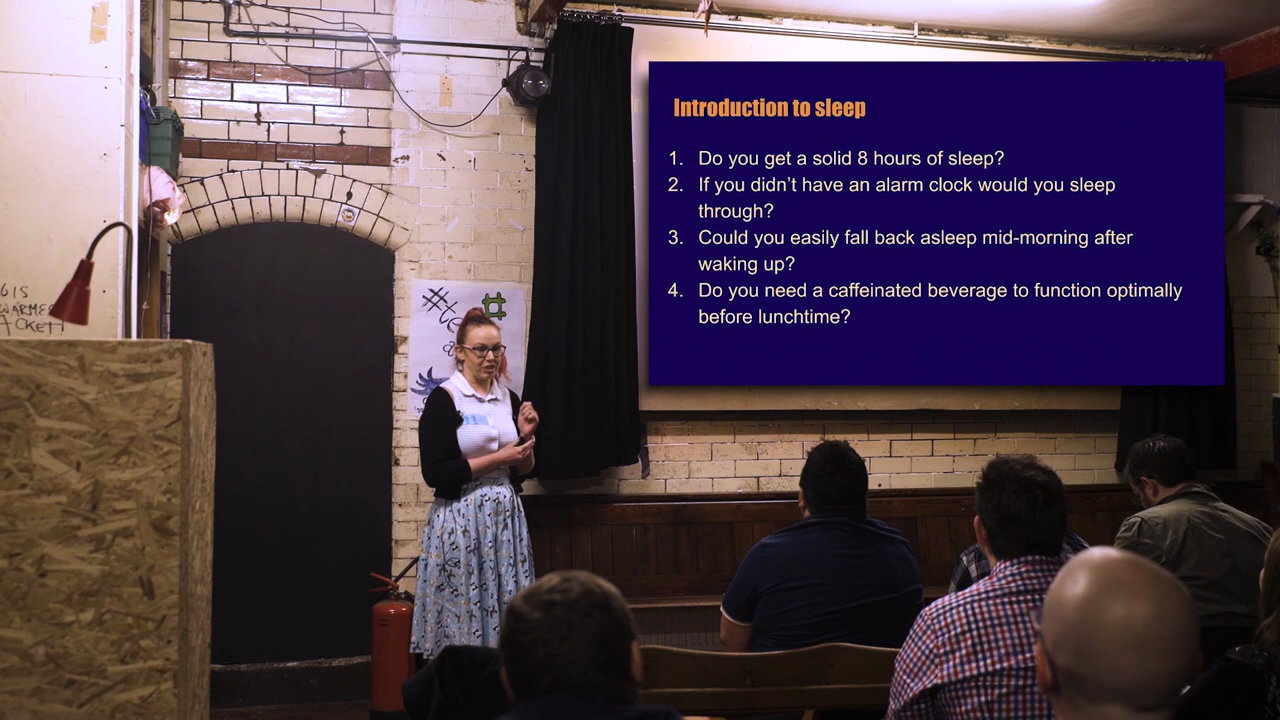 Introduction to sleep
1. Do you get a solid 8 hours of sleep?
2. If you didn't have an alarm clock would you sleep
through?
3. Could you easily fall back asleep mid-morning after
waking up?
4. Do you need a caffeinated beverage to function optimally
before lunchtime?